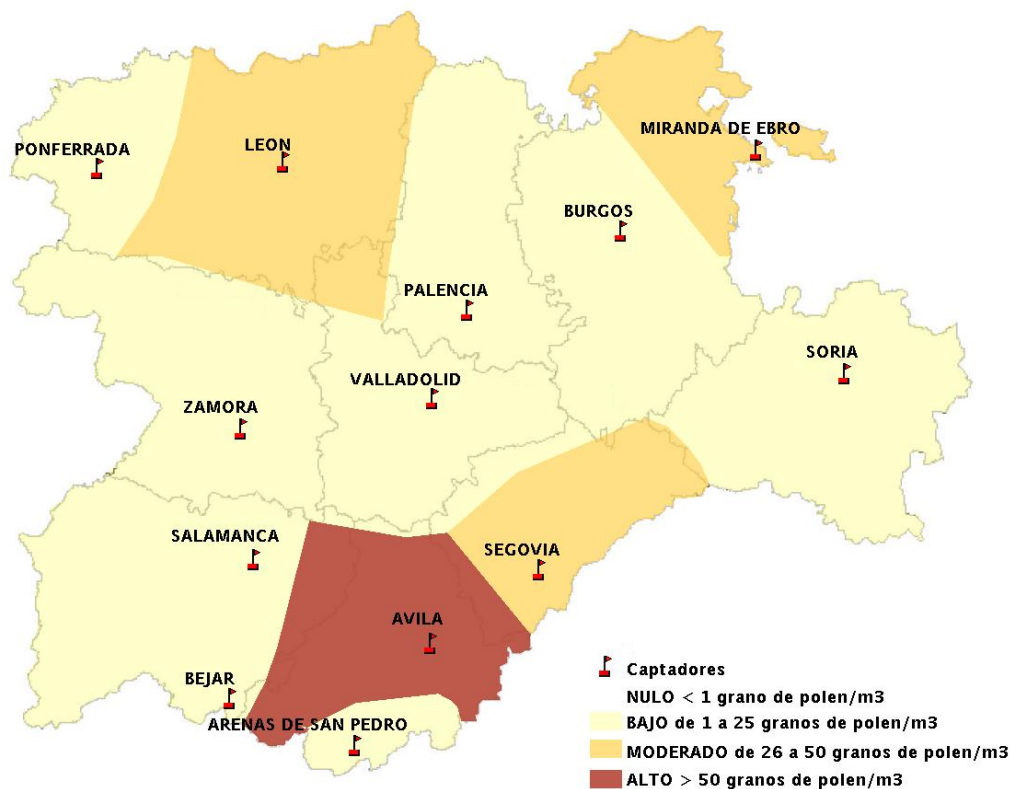 MIRANDA DE EBRO
LEON
PONFERRADA
BURGOS
PALENCIA
SORIA
VALLADOLID
ZAMORA
SALAMANCA
SEGOVIA
AVILA
BEJAR
ARENAS DE SAN PEDRO
Captadores
NULO < 1 grano de polen/m3
BAJO de 1 a 25 granos de polen/m3
MODERADO de 26 a 50 granos de polen/m3
ALTO > 50 granos de polen/m3